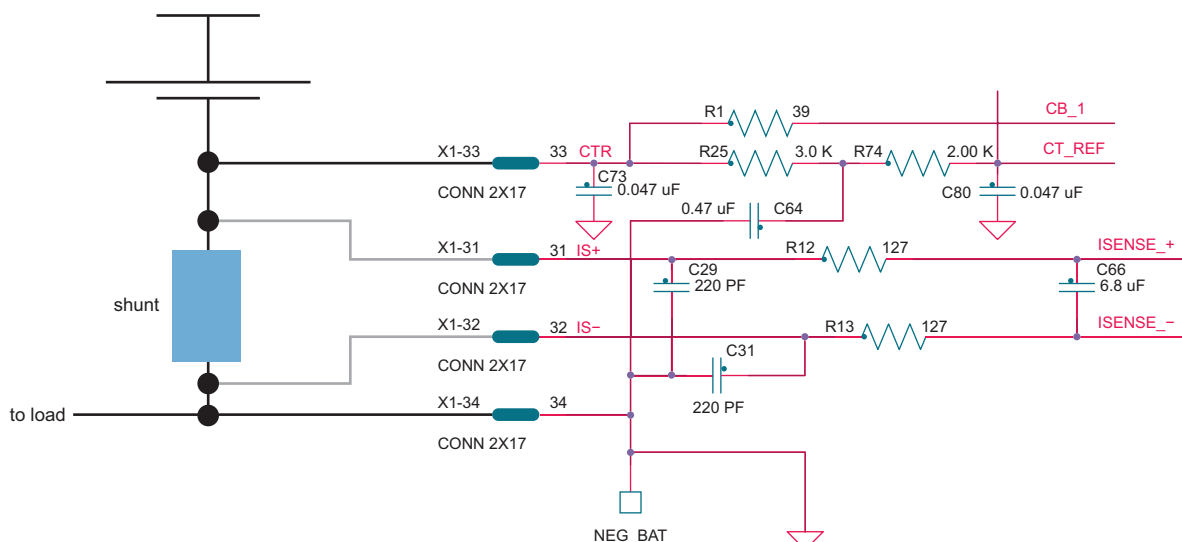 R1
39
CB_1
X1-33
33
CTR
R25
3.0 K
R74
2.00 K
CT_REF
CONN 2X17
C73
0.047 uF
C80
0.047 uF
0.47 uF
C64
X1-31
31
IS+
R12
127
ISENSE_+
CONN 2X17
C29
220 PF
C66
6.8 uF
shunt
X1-32
32
IS−
R13
127
ISENSE_−
CONN 2X17
C31
220 PF
to load
X1-34
34
CONN 2X17
NEG_BAT